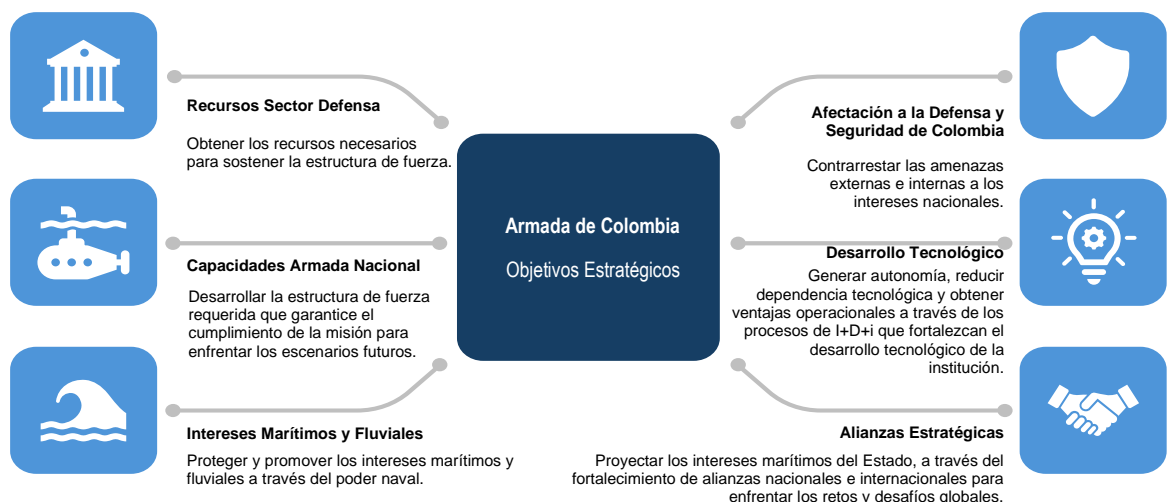 Recursos Sector Defensa
Obtener los recursos necesarios
para sostener la estructura de fuerza.
Capacidades Armada Nacional
Desarrollar la estructura de fuerza
requerida que garantice el
cumplimiento de la misión para
enfrentar los escenarios futuros.
Intereses Marítimos y Fluviales
Proteger y promover los intereses marítimos y
fluviales a través del poder naval.
Armada de Colombia
Objetivos Estratégicos
Afectación a la Defensa y
Seguridad de Colombia
Contrarrestar las amenazas
externas e internas a los
intereses nacionales.
Desarrollo Tecnológico
Generar autonomía, reducir
dependencia tecnológica y obtener
ventajas operacionales a través de los
procesos de I+D+i que fortalezcan el
desarrollo tecnológico de la
institución.
Alianzas Estratégicas
Proyectar los intereses marítimos del Estado, a través del
fortalecimiento de alianzas nacionales e internacionales para
enfrentar los retos y desafíos globales.